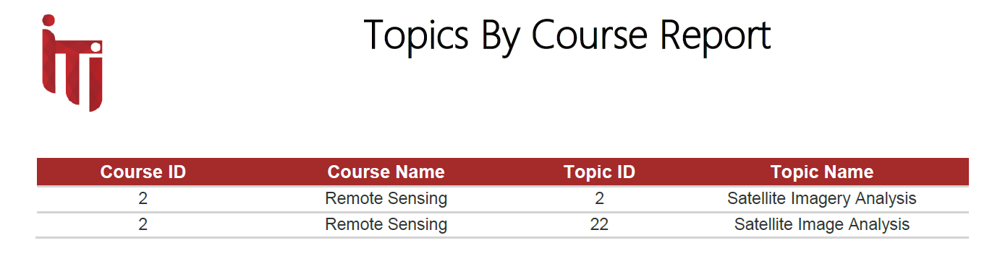 iTi
Topics By Course Report
Course ID Course Name Topic ID Topic Name
2 Remote Sensing 2 Satellite Imagery Analysis
2 Remote Sensing 22 Satellite Image Analysis